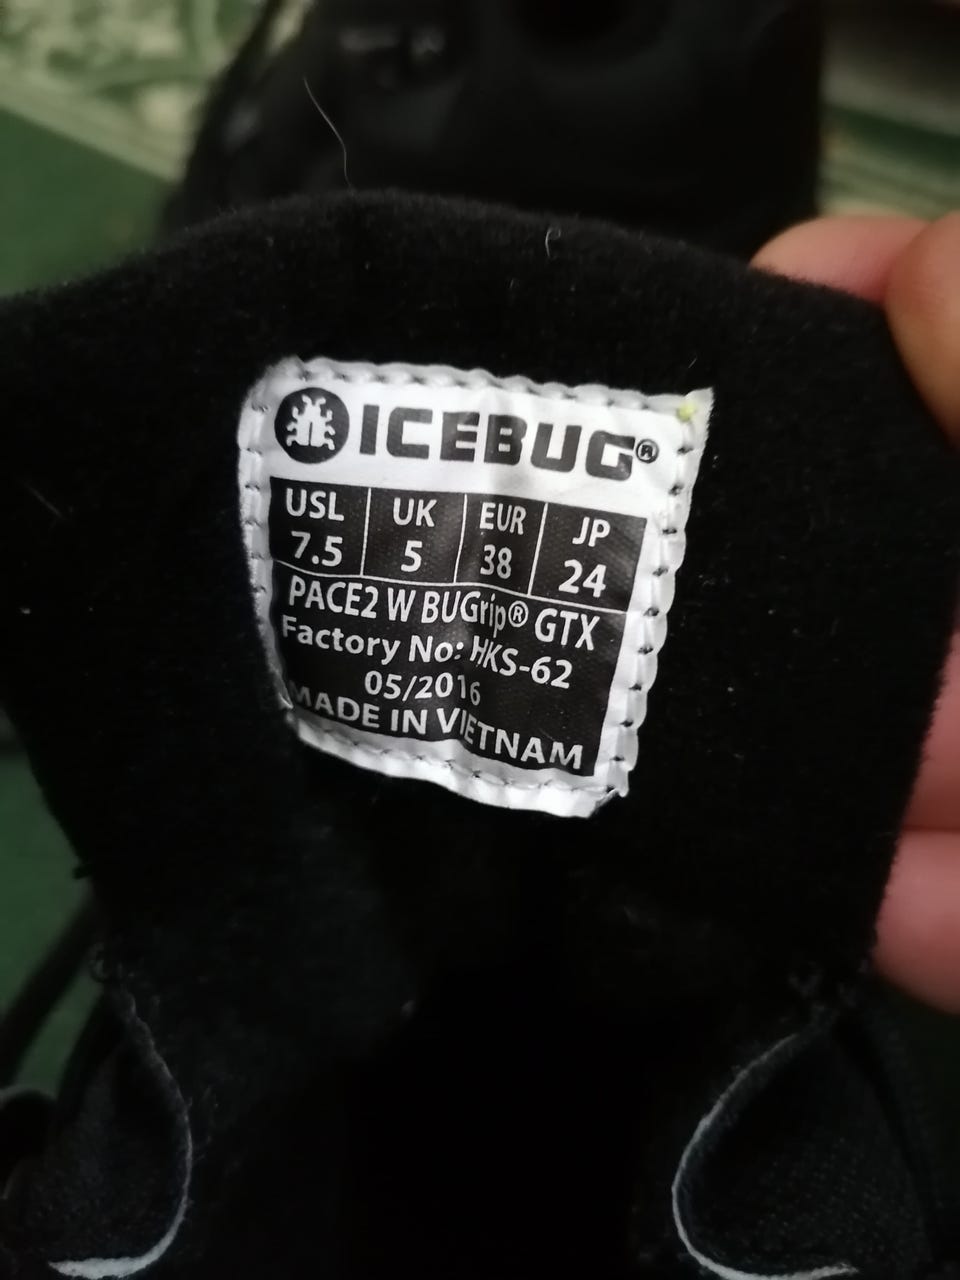 ICEBUG®
USL UK EUR JP
7.5 5 38 24
PACE2 W BUGrip® GTX
Factory No: HKS-62
05/2016
MADE IN VIETNAM